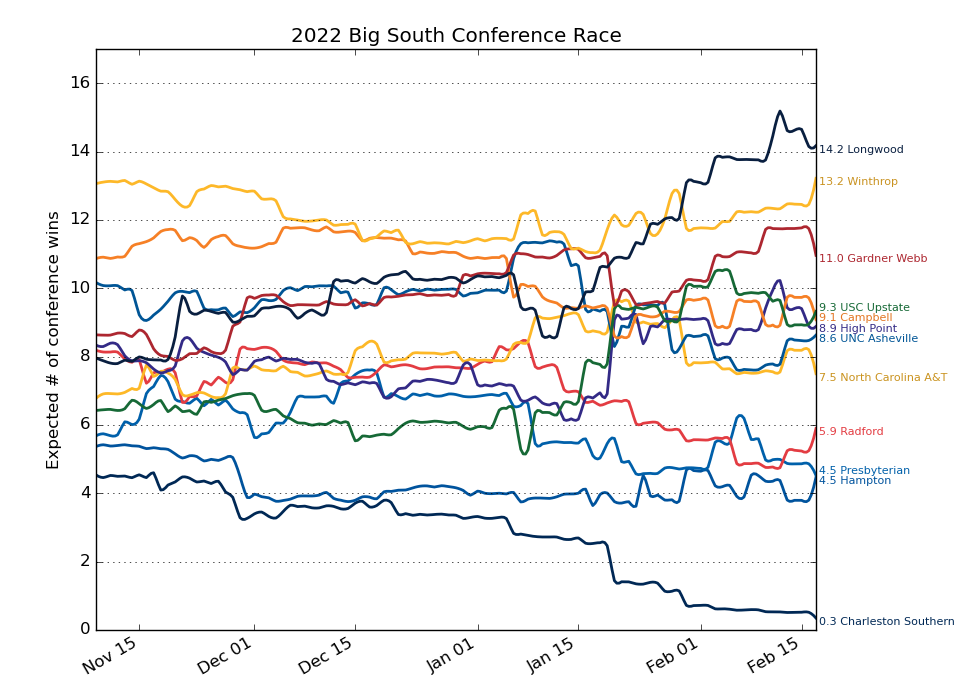 2022 Big South Conference Race
Expected # of conference wins
16
14
12
10
8
6
4
2
0
Nov 15
Dec 01
Dec 15
Jan 01
Jan 15
Feb 01
Feb 15
14.2 Longwood
13.2 Winthrop
11.0 Gardner Webb
9.3 USC Upstate
9.1 Campbell
8.9 High Point
8.6 UNC Asheville
7.5 North Carolina A&T
5.9 Radford
4.5 Presbyterian
4.5 Hampton
0.3 Charleston Southern